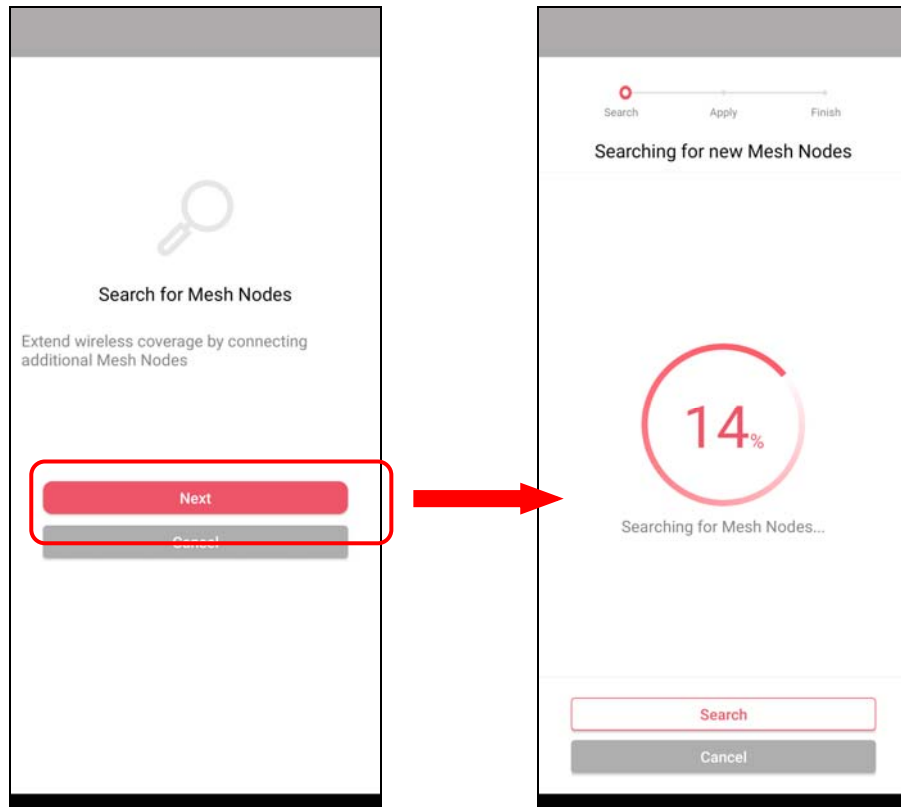 Search for Mesh Nodes
Extend wireless coverage by connecting
additional Mesh Nodes
Next
Cancel
Search Apply Finish
Searching for new Mesh Nodes
14%
Searching for Mesh Nodes...
Search
Cancel